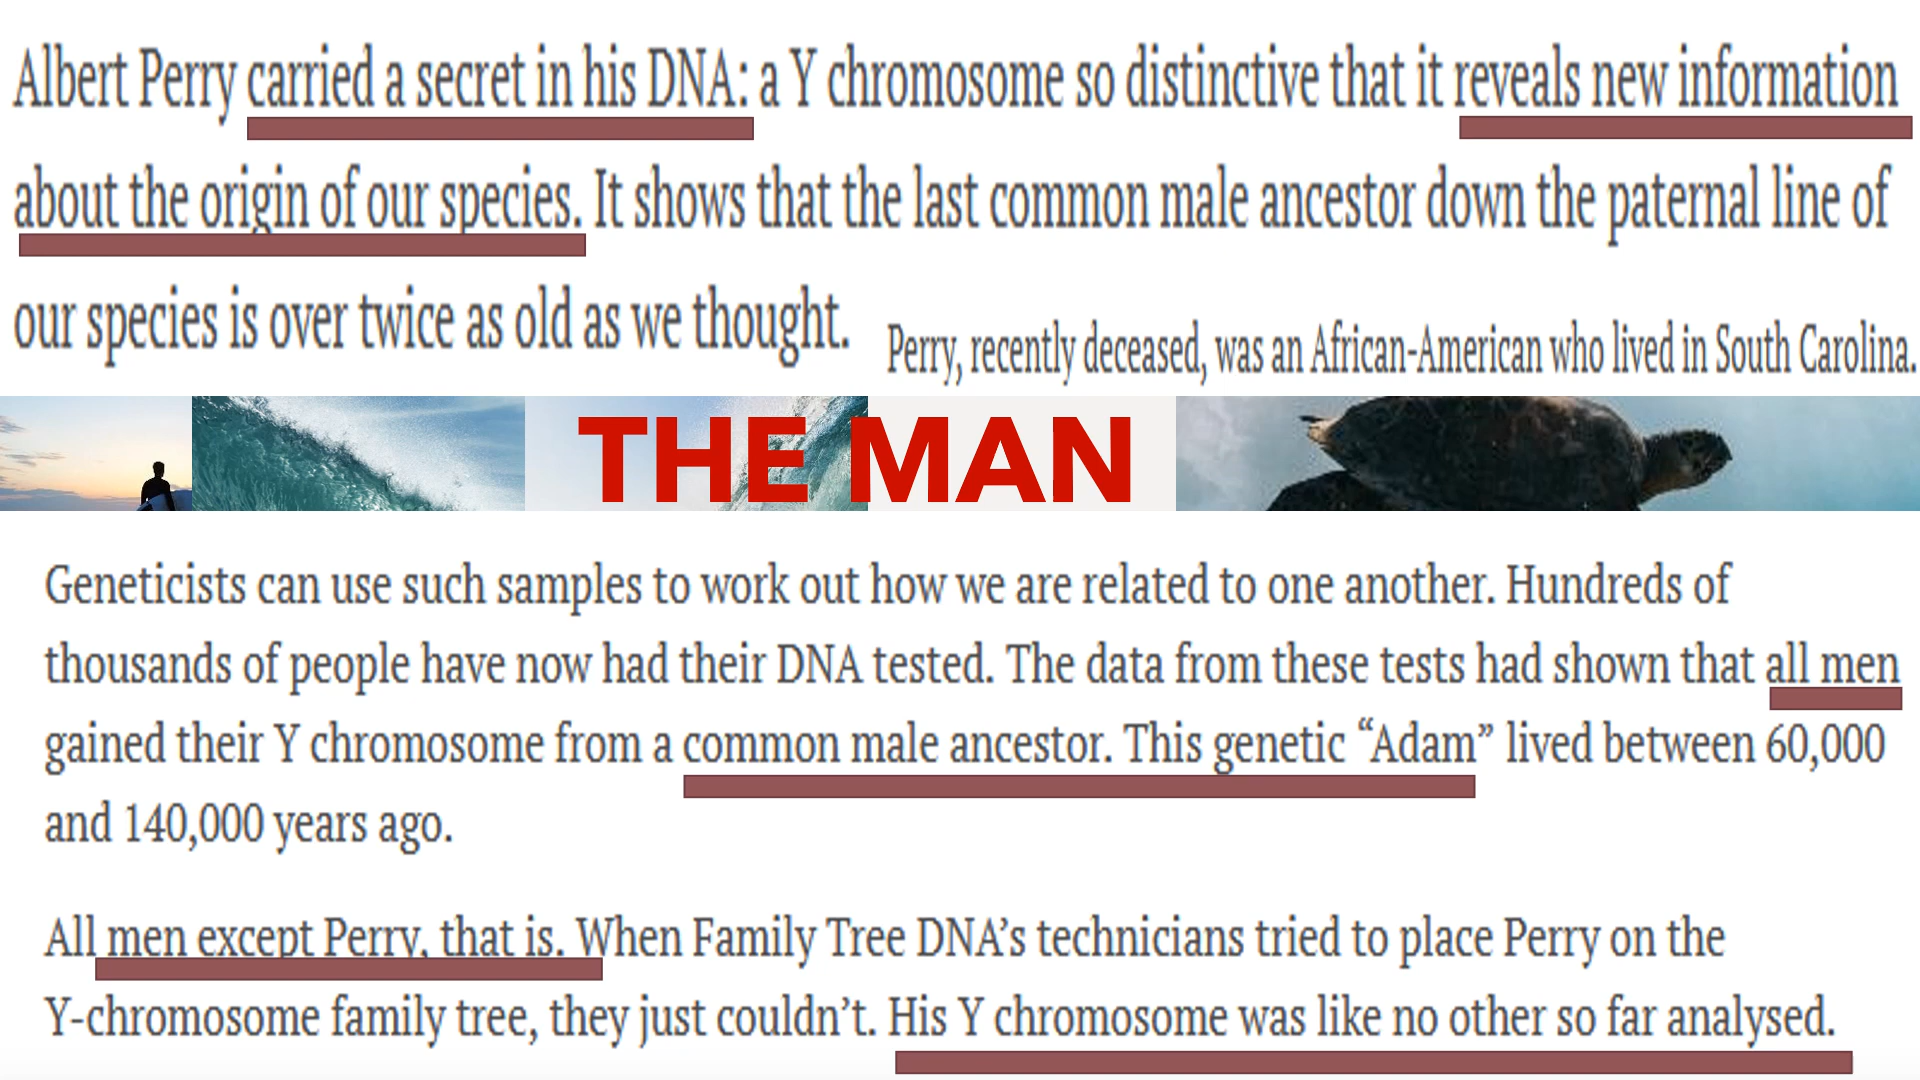 Albert Perry carried a secret in his DNA: a Y chromosome so distinctive that it reveals new information
about the origin of our species. It shows that the last common male ancestor down the paternal line of
our species is over twice as old as we thought.
Perry, recently deceased, was an African-American who lived in South Carolina.
THE MAN
Geneticists can use such samples to work out how we are related to one another. Hundreds of
thousands of people have now had their DNA tested. The data from these tests had shown that all men
gained their Y chromosome from a common male ancestor. This genetic “Adam” lived between 60,000
and 140,000 years ago.
All men except Perry, that is. When Family Tree DNA’s technicians tried to place Perry on the
Y-chromosome family tree, they just couldn’t. His Y chromosome was like no other so far analysed.